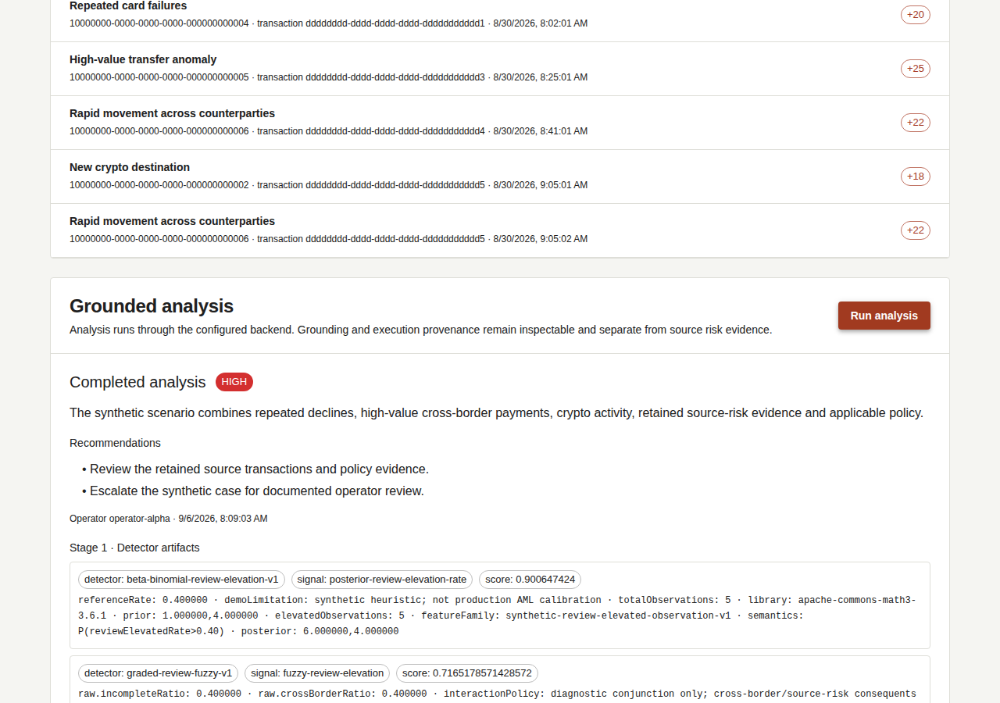 Repeated card failures
10000000-0000-0000-0000-000000000004 · transaction dddddddd-dddd-dddd-dddd-ddddddddddd1 · 8/30/2026, 8:02:01 AM
+20
High-value transfer anomaly
10000000-0000-0000-0000-000000000005 · transaction dddddddd-dddd-dddd-dddd-ddddddddddd3 · 8/30/2026, 8:25:01 AM
+25
Rapid movement across counterparties
10000000-0000-0000-0000-000000000006 · transaction dddddddd-dddd-dddd-dddd-ddddddddddd4 · 8/30/2026, 8:41:01 AM
+22
New crypto destination
10000000-0000-0000-0000-000000000002 · transaction dddddddd-dddd-dddd-dddd-ddddddddddd5 · 8/30/2026, 9:05:01 AM
+18
Rapid movement across counterparties
10000000-0000-0000-0000-000000000006 · transaction dddddddd-dddd-dddd-dddd-ddddddddddd5 · 8/30/2026, 9:05:02 AM
+22
Grounded analysis
Analysis runs through the configured backend. Grounding and execution provenance remain inspectable and separate from source risk evidence.
Run analysis
Completed analysis HIGH
The synthetic scenario combines repeated declines, high-value cross-border payments, crypto activity, retained source-risk evidence and applicable policy.
Recommendations
• Review the retained source transactions and policy evidence.
• Escalate the synthetic case for documented operator review.
Operator operator-alpha · 9/6/2026, 8:09:03 AM
Stage 1 · Detector artifacts
detector: beta-binomial-review-elevation-v1 signal: posterior-review-elevation-rate score: 0.900647424
referenceRate: 0.400000 · demoLimitation: synthetic heuristic; not production AML calibration · totalObservations: 5 · library: apache-commons-math3-
3.6.1 · prior: 1.000000,4.000000 · elevatedObservations: 5 · featureFamily: synthetic-review-elevated-observation-v1 · semantics:
P(reviewElevatedRate>0.40) · posterior: 6.000000,4.000000
detector: graded-review-fuzzy-v1 signal: fuzzy-review-elevation score: 0.7165178571428572
raw.incompleteRatio: 0.400000 · raw.crossBorderRatio: 0.400000 · interactionPolicy: diagnostic conjunction only; cross-border/source-risk consequents